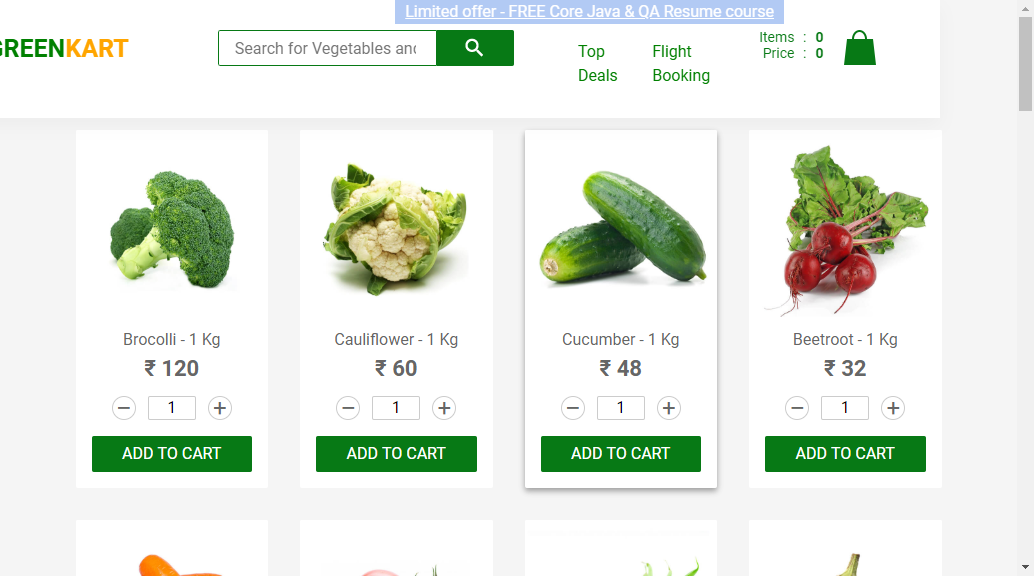 Limited offer - FREE Core Java & QA Resume course
GREENKART
Search for Vegetables and
Top
Deals
Flight
Booking
Items : 0
Price : 0
Brocolli - 1 Kg
₹ 120
1
ADD TO CART
Cauliflower - 1 Kg
₹ 60
1
ADD TO CART
Cucumber - 1 Kg
₹ 48
1
ADD TO CART
Beetroot - 1 Kg
₹ 32
1
ADD TO CART